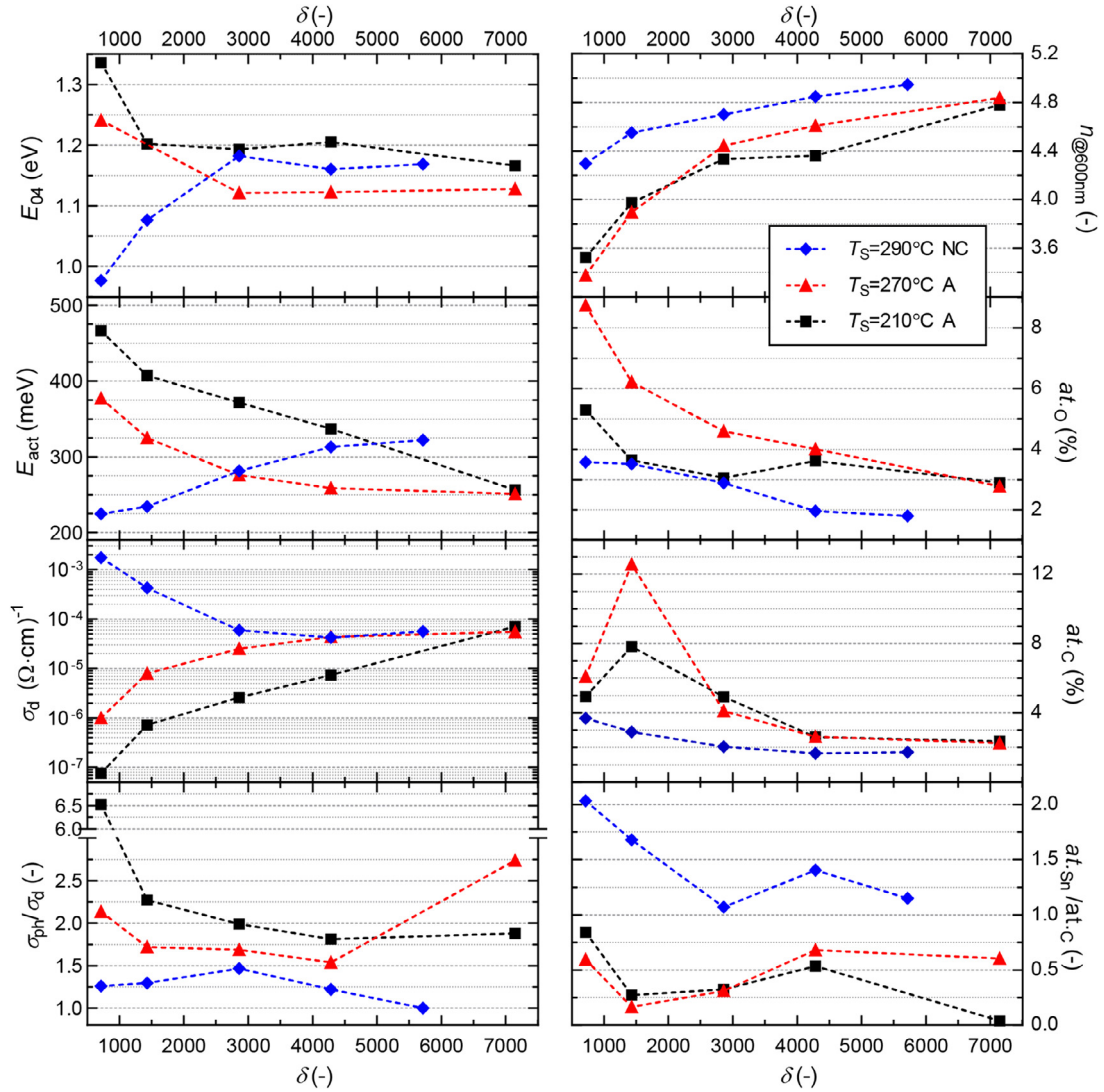 δ (-)
δ (-)
1000 2000 3000 4000 5000 6000 7000
1000 2000 3000 4000 5000 6000 7000
1.3
1.2
1.1
1.0
E04 (eV)
5.2
4.8
4.4
4.0
3.6
n@600nm (-)
TS=290°C NC
TS=270°C A
TS=210°C A
500
400
300
200
Eact (meV)
8
6
4
2
at.O (%)
10⁻³
10⁻⁴
10⁻⁵
10⁻⁶
10⁻⁷
σd (Ω·cm)⁻¹
12
8
4
at.C (%)
6.5
6.0
2.5
2.0
1.5
1.0
σph/σd (-)
2.0
1.5
1.0
0.5
0.0
at.Sn/at.C (-)
1000 2000 3000 4000 5000 6000 7000
1000 2000 3000 4000 5000 6000 7000
δ (-)
δ (-)